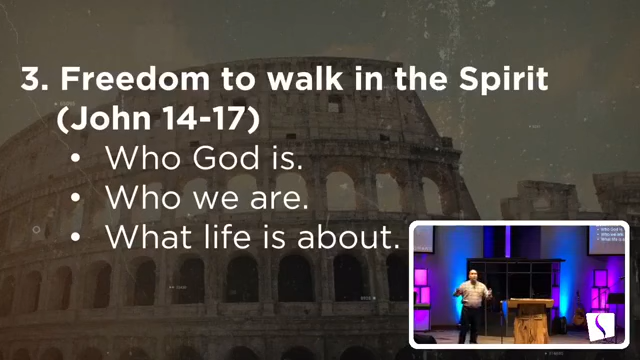 3. Freedom to walk in the Spirit
(John 14-17)
• Who God is.
• Who we are.
• What life is about.